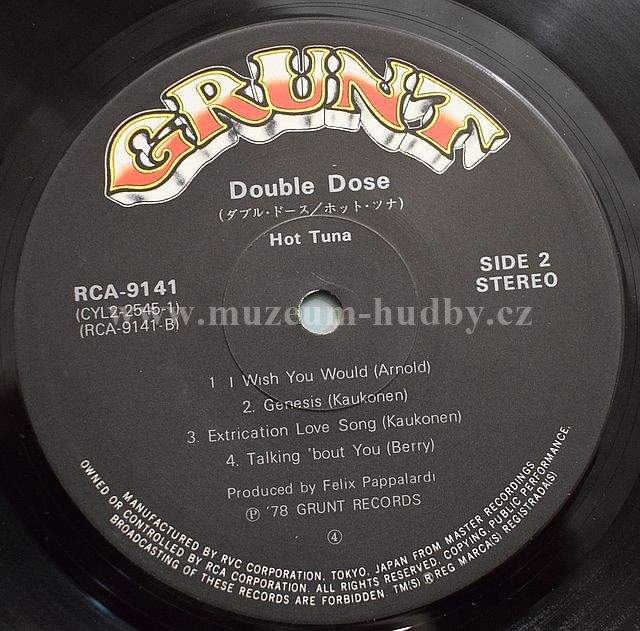 GRUNT
Double Dose
(ダブル・ドース/ホット・ツナ)
Hot Tuna
RCA-9141
(CYL2-2545-1)
(RCA-9141-B)
SIDE 2
STEREO
www.muzeum-hudby.cz
1 I Wish You Would (Arnold)
2. Genesis (Kaukonen)
3. Extrication Love Song (Kaukonen)
4. Talking 'bout You (Berry)
Produced by Felix Pappalardi
Ⓟ '78 GRUNT RECORDS
④
MANUFACTURED BY RVC CORPORATION, TOKYO, JAPAN FROM MASTER RECORDINGS
OWNED OR CONTROLLED BY RCA CORPORATION. ALL RIGHTS RESERVED, COPYING, PUBLIC PERFORMANCE,
BROADCASTING OF THESE RECORDS ARE FORBIDDEN. TM(S) ® REG MARCA(S) REGISTRADA(S)